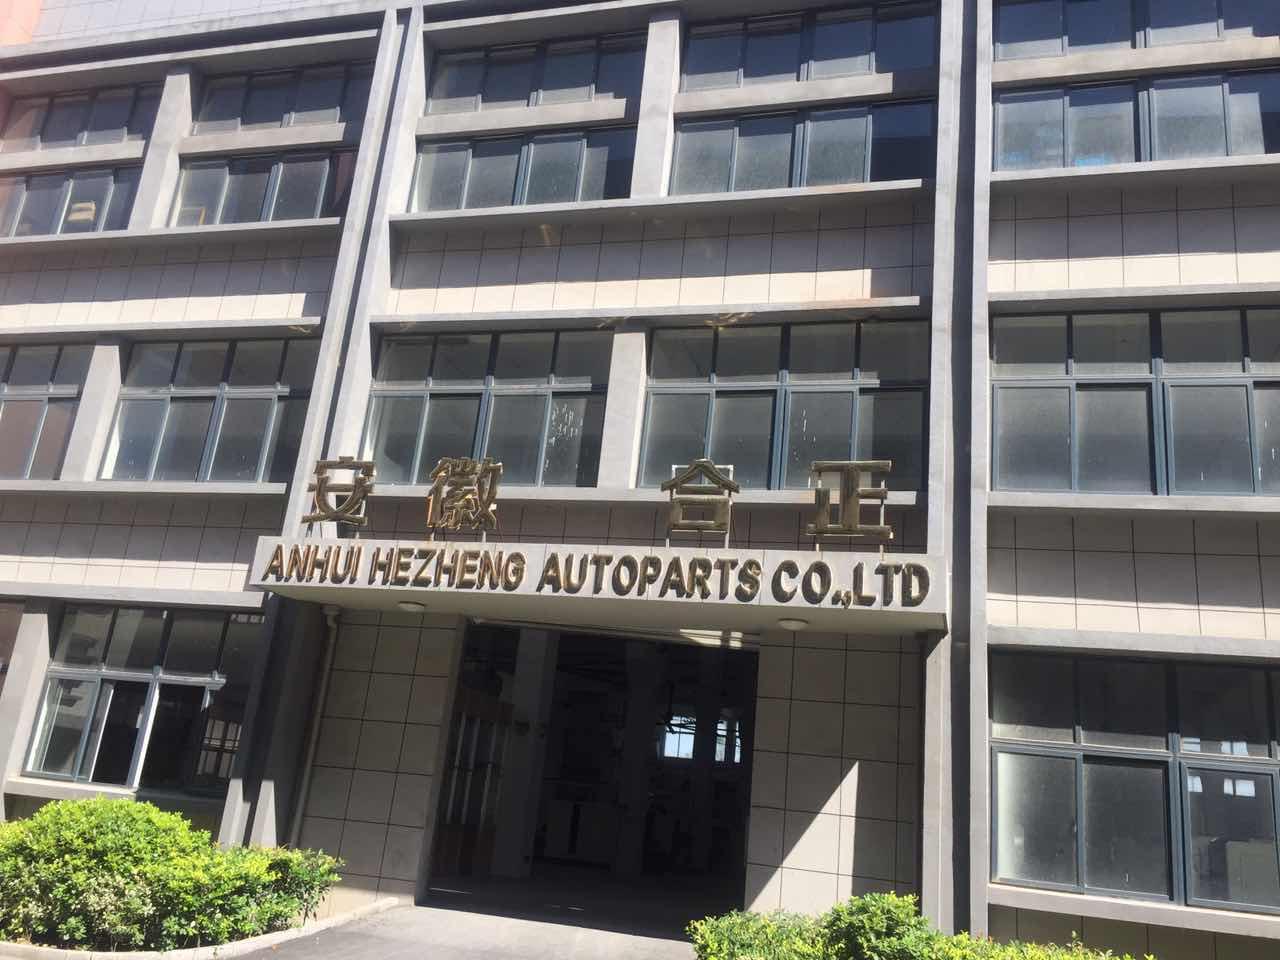 安徽 合正
ANHUI HEZHENG AUTOPARTS CO.,LTD